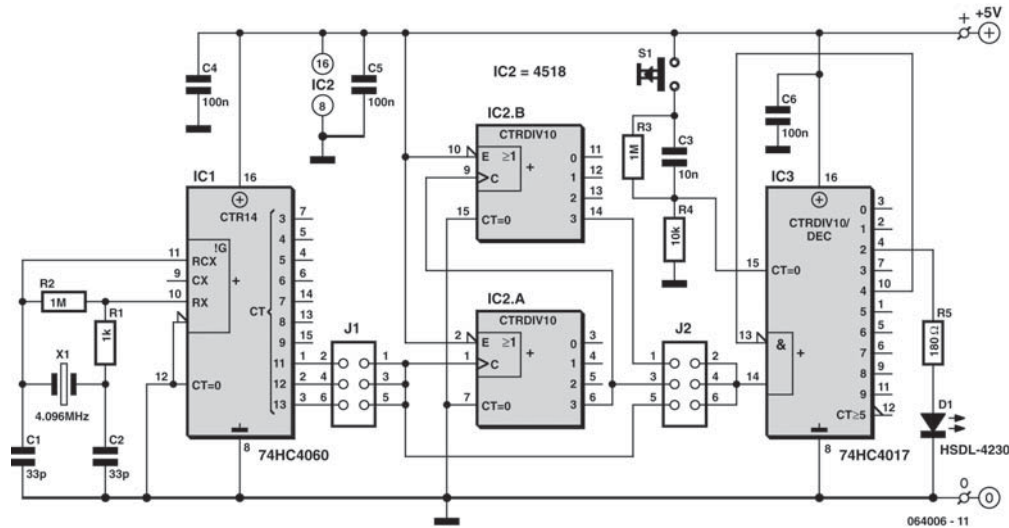 + +5V
C4
100n
16
IC2
8
C5
100n
IC2 = 4518
S1
C6
100n
IC2.B
CTRDIV10
10 E ≥1 0 11
9 C + 1 12
2 13
15 CT=0 3 14
R3
1M
C3
10n
R4
10k
IC1
16
CTR14
!G
11 RCX
9 CX +
10 RX
12 CT=0
CT
3 7
4 5
5 4
6 6
7 14
8 13
9 15
11 1
12 2
13 3
8
74HC4060
R2
1M
R1
1k
X1
4.096MHz
C1
33p
C2
33p
J1
2 1
4 3
6 5
IC2.A
CTRDIV10
2 E ≥1 0 3
1 C + 1 4
2 5
7 CT=0 3 6
J2
1 2
3 4
5 6
IC3
16
CTRDIV10/
DEC
15 CT=0
13 &
14 +
0 3
1 2
2 4
3 7
4 10
5 1
6 5
7 6
8 9
9 11
CT≥5 12
8
74HC4017
R5
180Ω
D1
HSDL-4230
0
064006 - 11